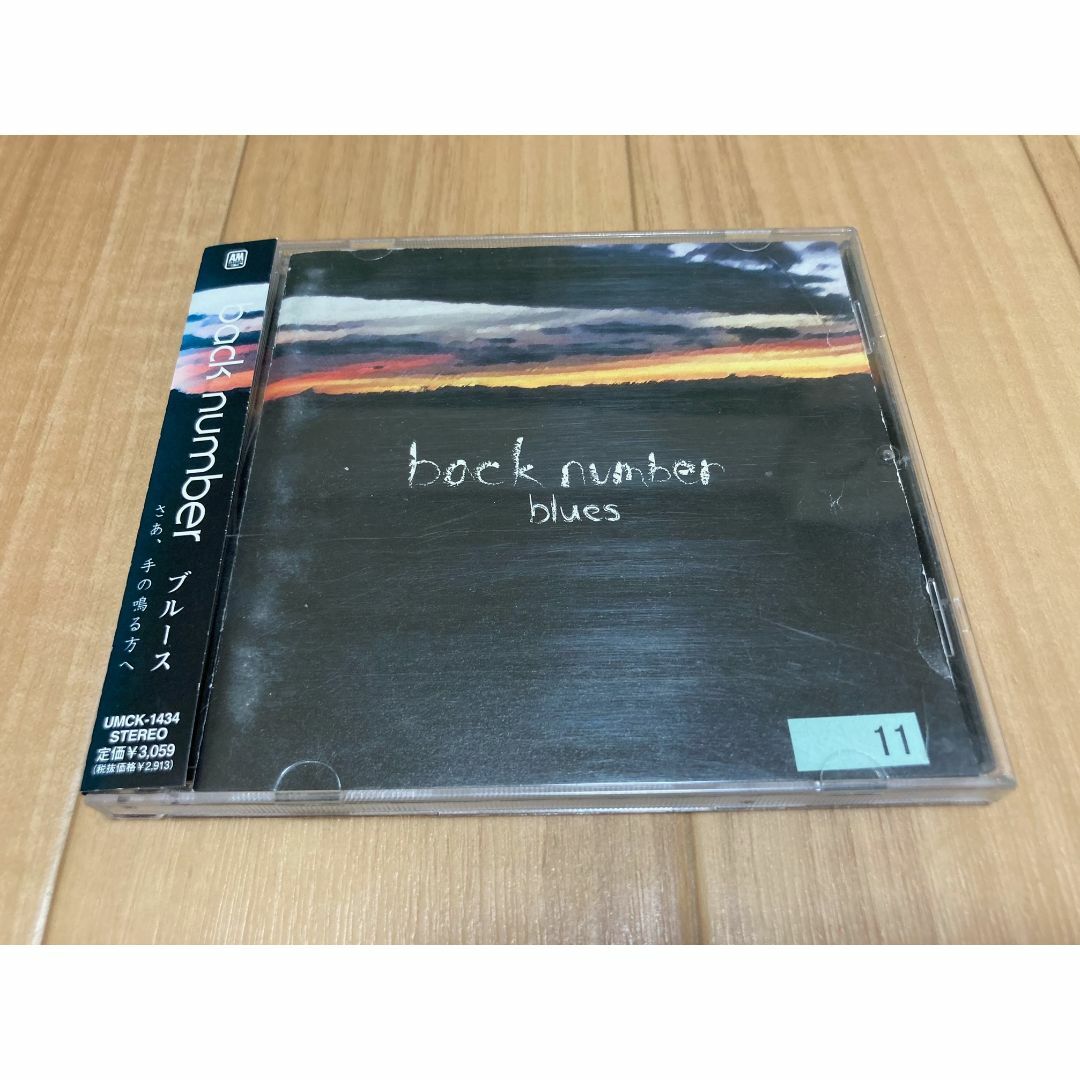 A&M
back number
ブルース
さあ、手の鳴る方へ
UMCK-1434
STEREO
定価¥3,059
(税抜価格¥2,913)
back number
blues
11